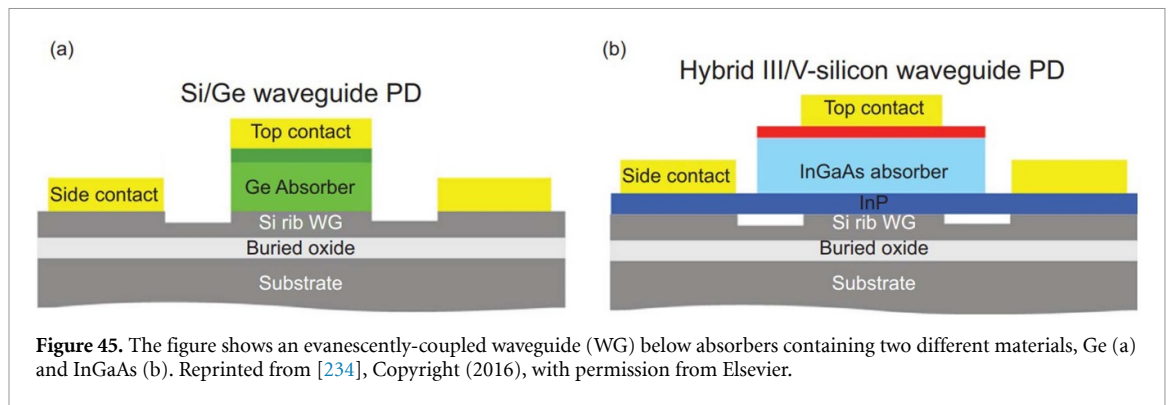 (a)
Si/Ge waveguide PD
Top contact
Ge Absorber
Side contact
Si rib WG
Buried oxide
Substrate
(b)
Hybrid III/V-silicon waveguide PD
Top contact
InGaAs absorber
Side contact
InP
Si rib WG
Buried oxide
Substrate
Figure 45. The figure shows an evanescently-coupled waveguide (WG) below absorbers containing two different materials, Ge (a)
and InGaAs (b). Reprinted from [234], Copyright (2016), with permission from Elsevier.